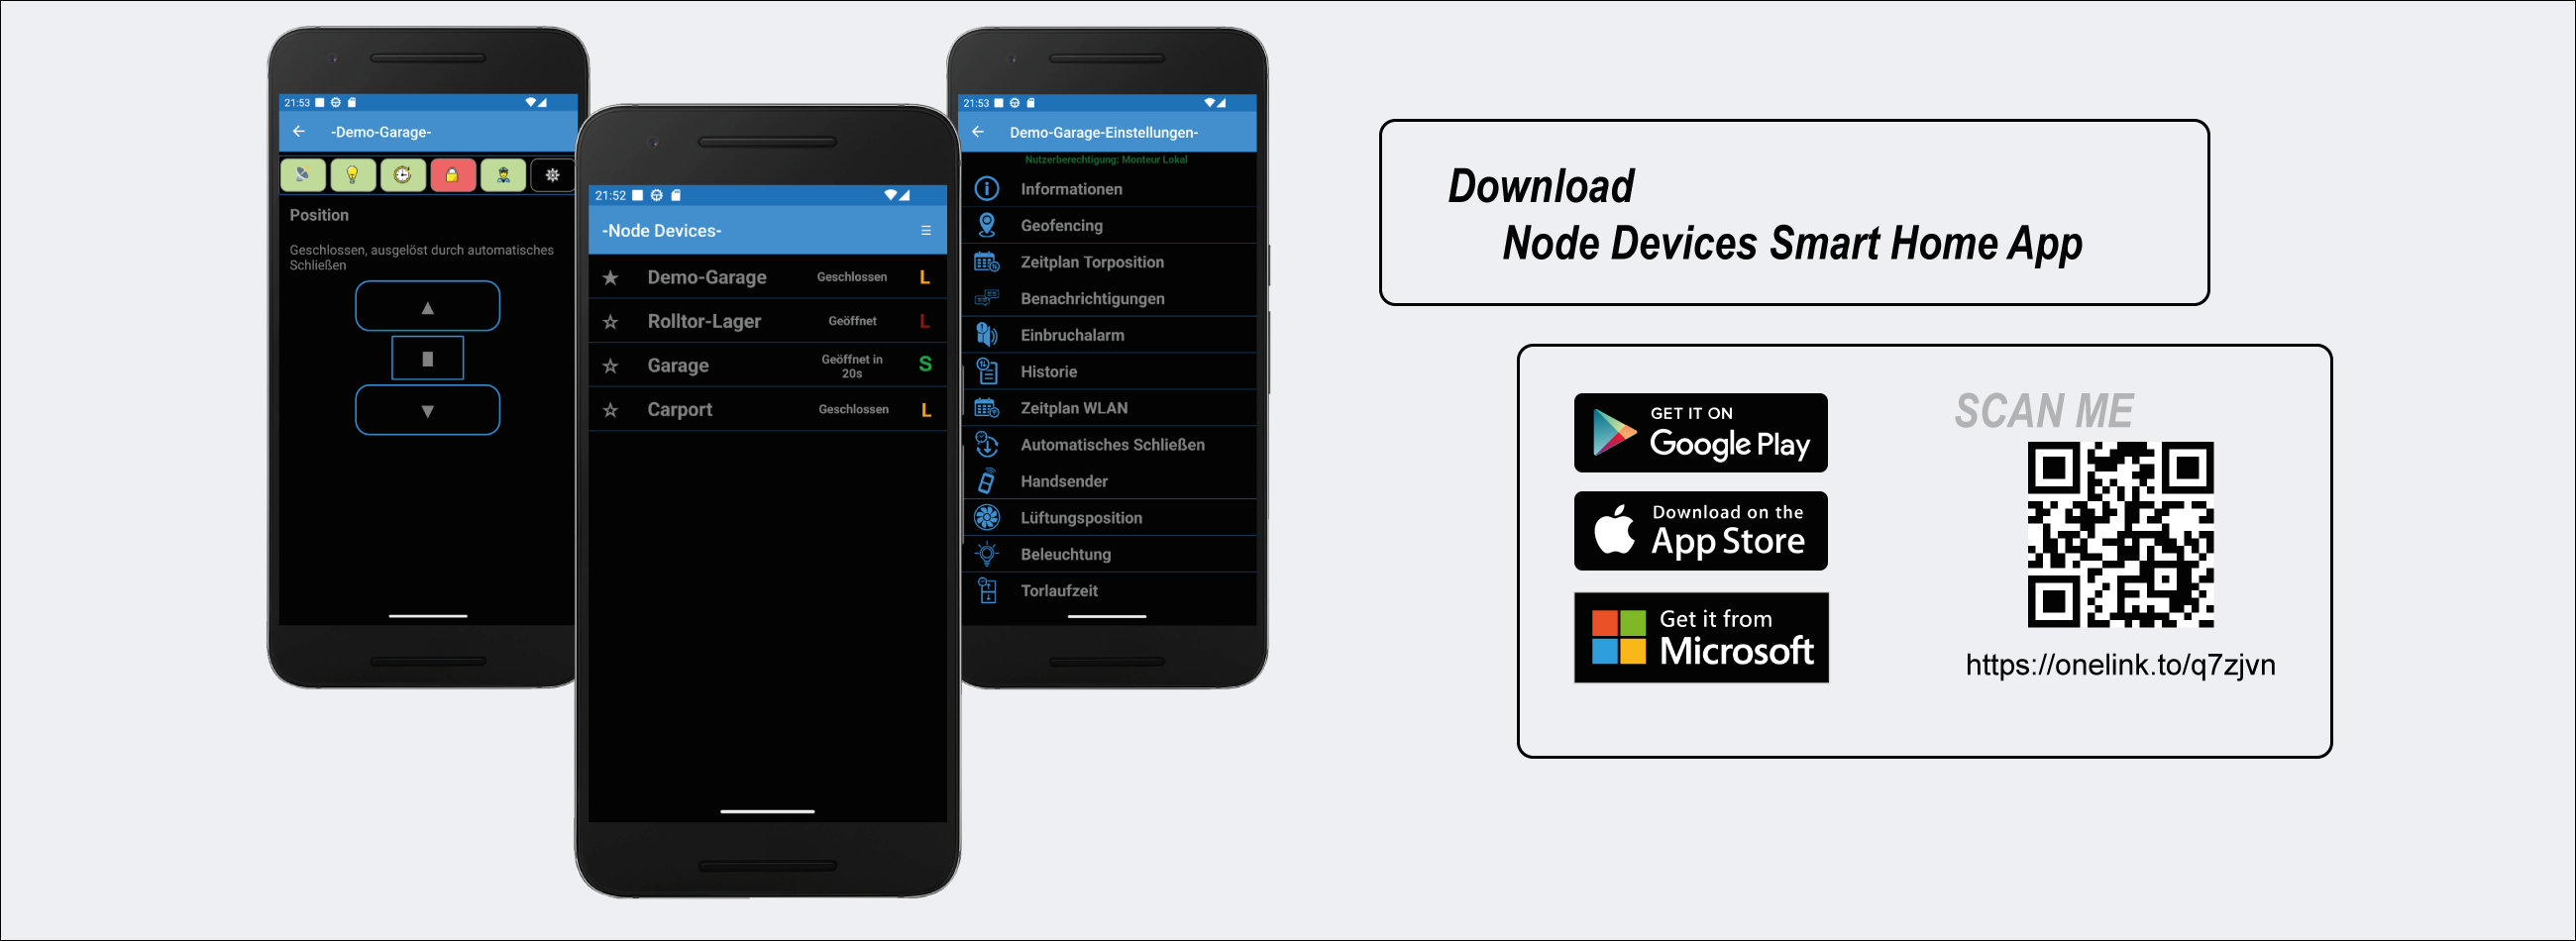 21:53
-Demo-Garage-
Position
Geschlossen, ausgelöst durch automatisches
Schließen
21:52
-Node Devices-
Demo-Garage Geschlossen L
Rolltor-Lager Geöffnet L
Garage Geöffnet in 20s S
Carport Geschlossen L
21:53
Demo-Garage-Einstellungen-
Nutzerberechtigung: Monteur Lokal
Informationen
Geofencing
Zeitplan Torposition
Benachrichtigungen
Einbruchalarm
Historie
Zeitplan WLAN
Automatisches Schließen
Handsender
Lüftungsposition
Beleuchtung
Torlaufzeit
Download
Node Devices Smart Home App
GET IT ON
Google Play
Download on the
App Store
Get it from
Microsoft
SCAN ME
https://onelink.to/q7zjvn